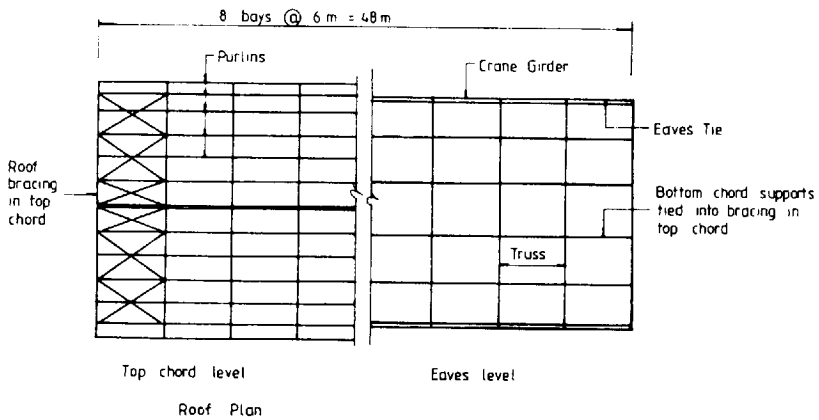 8 bays @ 6 m = 48 m
Purlins
Crane Girder
Eaves Tie
Roof
bracing
in top
chord
Bottom chord supports
tied into bracing in
top chord
Truss
Top chord level
Eaves level
Roof Plan